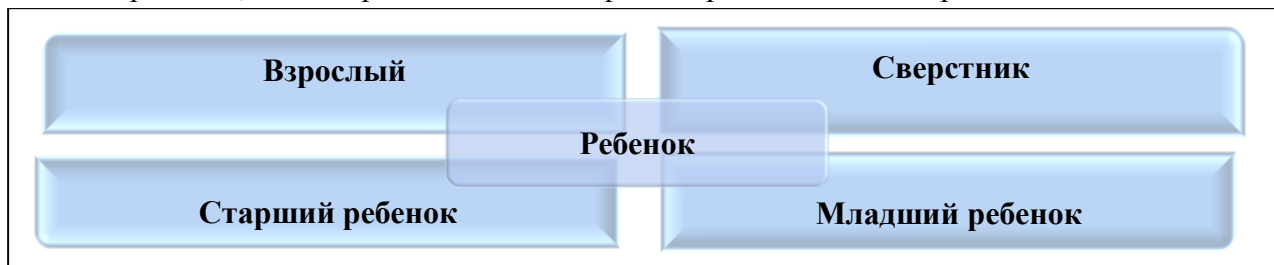 Взрослый
Сверстник
Ребенок
Старший ребенок
Младший ребенок